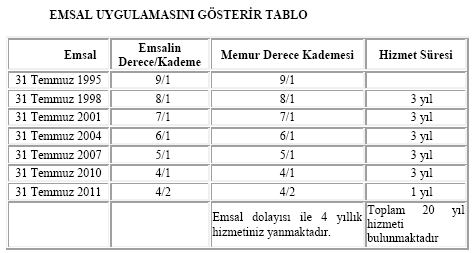 EMSAL UYGULAMASINI GÖSTERİR TABLO
Emsal Emsalin Derece/Kademe Memur Derece Kademesi Hizmet Süresi
31 Temmuz 1995 9/1 9/1
31 Temmuz 1998 8/1 8/1 3 yıl
31 Temmuz 2001 7/1 7/1 3 yıl
31 Temmuz 2004 6/1 6/1 3 yıl
31 Temmuz 2007 5/1 5/1 3 yıl
31 Temmuz 2010 4/1 4/1 3 yıl
31 Temmuz 2011 4/2 4/2 1 yıl
Emsal dolayısı ile 4 yıllık
hizmetiniz yanmaktadır.
Toplam 20 yıl
hizmeti
bulunmaktadır